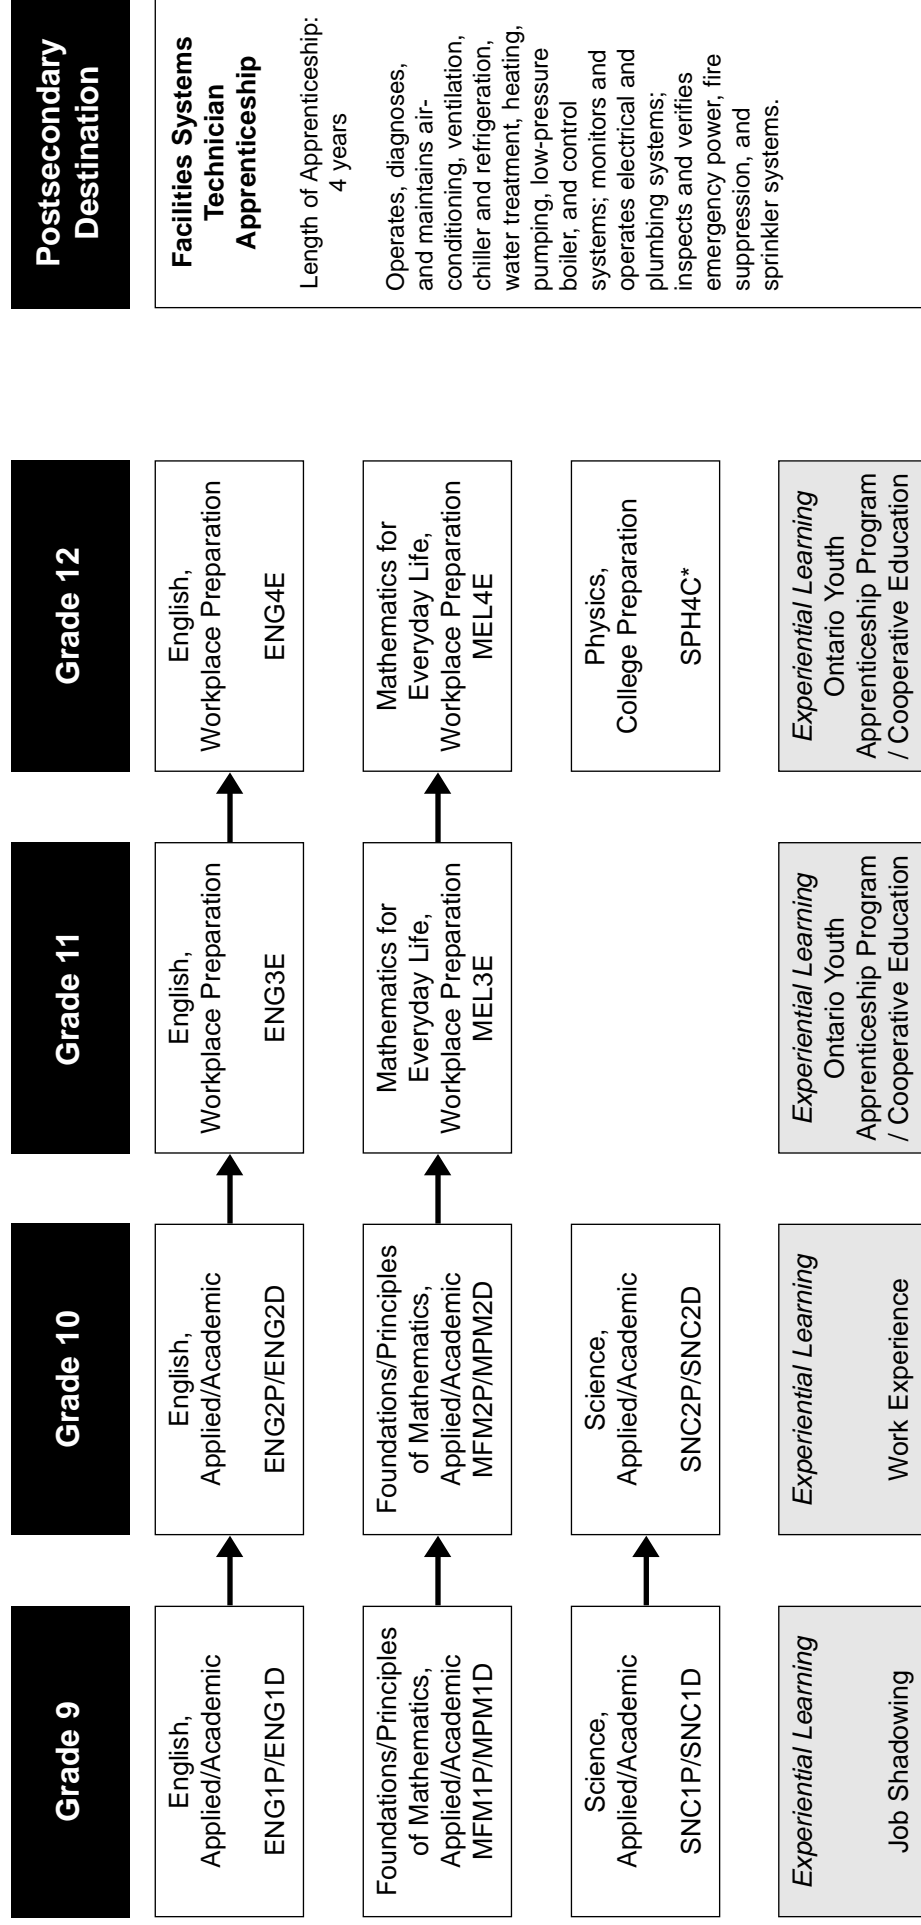 Grade 9
English,
Applied/Academic
ENG1P/ENG1D
Foundations/Principles
of Mathematics,
Applied/Academic
MFM1P/MPM1D
Science,
Applied/Academic
SNC1P/SNC1D
Experiential Learning
Job Shadowing
Grade 10
English,
Applied/Academic
ENG2P/ENG2D
Foundations/Principles
of Mathematics,
Applied/Academic
MFM2P/MPM2D
Science,
Applied/Academic
SNC2P/SNC2D
Experiential Learning
Work Experience
Grade 11
English,
Workplace Preparation
ENG3E
Mathematics for
Everyday Life,
Workplace Preparation
MEL3E
Experiential Learning
Ontario Youth
Apprenticeship Program
/ Cooperative Education
Grade 12
English,
Workplace Preparation
ENG4E
Mathematics for
Everyday Life,
Workplace Preparation
MEL4E
Physics,
College Preparation
SPH4C*
Experiential Learning
Ontario Youth
Apprenticeship Program
/ Cooperative Education
Postsecondary
Destination
Facilities Systems
Technician
Apprenticeship
Length of Apprenticeship:
4 years
Operates, diagnoses,
and maintains air-
conditioning, ventilation,
chiller and refrigeration,
water treatment, heating,
pumping, low-pressure
boiler, and control
systems; monitors and
operates electrical and
plumbing systems;
inspects and verifies
emergency power, fire
suppression, and
sprinkler systems.